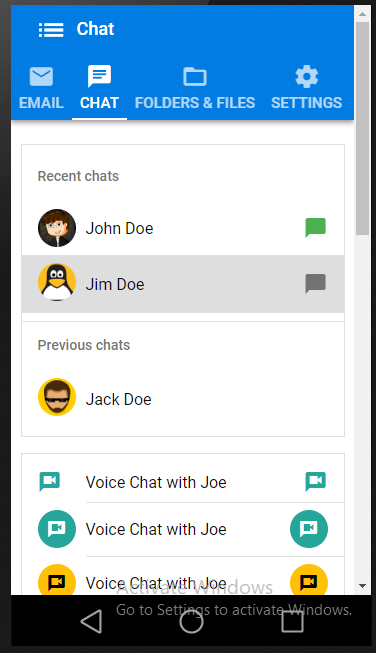 Chat
EMAIL CHAT FOLDERS & FILES SETTINGS
Recent chats
John Doe
Jim Doe
Previous chats
Jack Doe
Voice Chat with Joe
Voice Chat with Joe
Voice Chat with Joe
Activate Windows
Go to Settings to activate Windows.